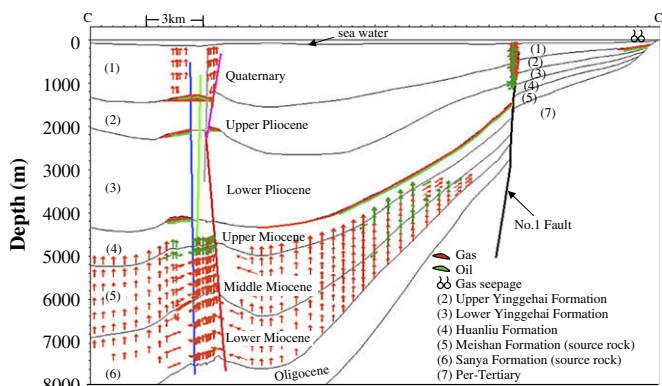 C
C
3km
sea water
0
1000
2000
3000
4000
5000
6000
7000
8000
Depth (m)
(1)
(2)
(3)
(4)
(5)
(6)
Quaternary
Upper Pliocene
Lower Pliocene
Upper Miocene
Middle Miocene
Lower Miocene
Oligocene
(1)
(2)
(3)
(4)
(5)
(7)
No.1 Fault
Gas
Oil
Gas seepage
(2) Upper Yinggehai Formation
(3) Lower Yinggehai Formation
(4) Huanliu Formation
(5) Meishan Formation (source rock)
(6) Sanya Formation (source rock)
(7) Per-Tertiary